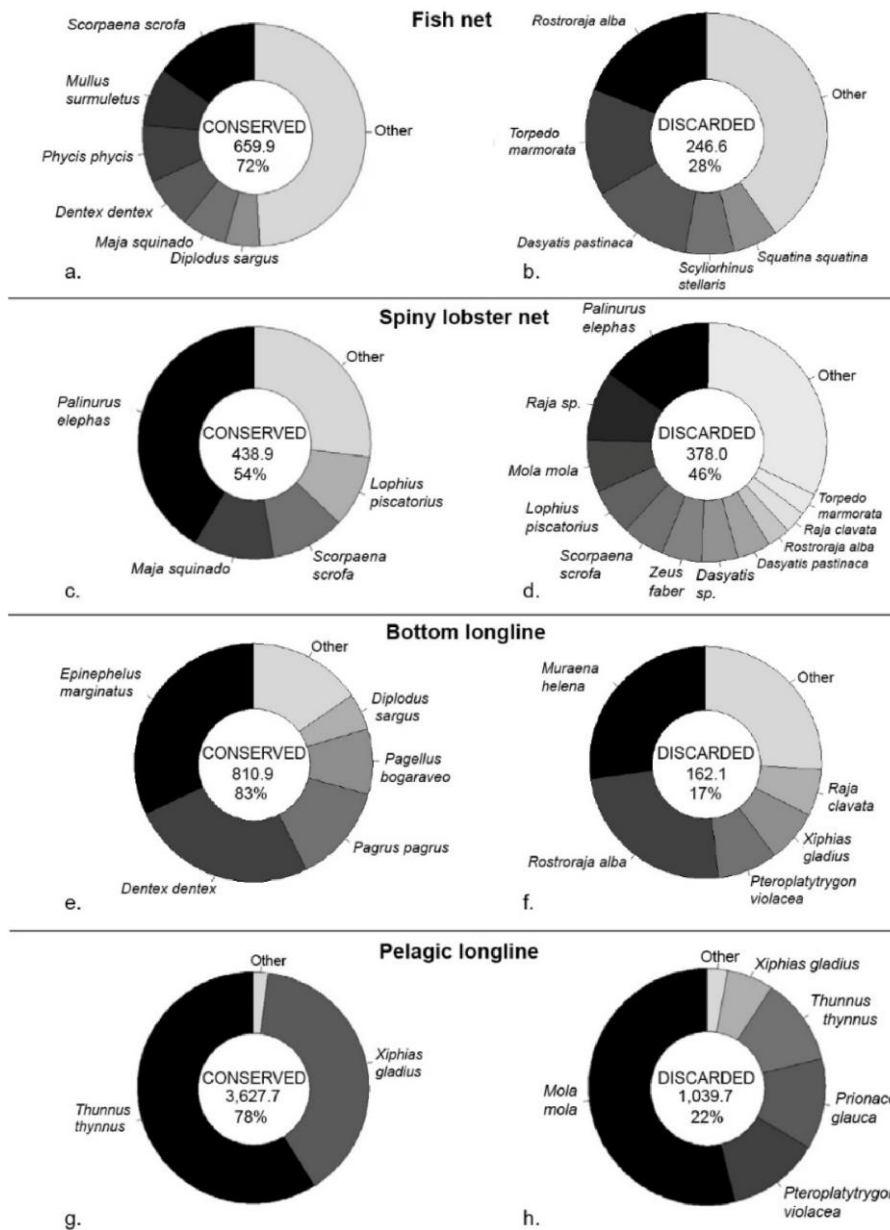 Fish net
Scorpaena scrofa
Mullus
surmuletus
Phycis phycis
Dentex dentex
Maja squinado
Diplodus sargus
Other
CONSERVED
659.9
72%
a.
Rostroraja alba
Torpedo
marmorata
Dasyatis pastinaca
Scyliorhinus
stellaris
Squatina squatina
Other
DISCARDED
246.6
28%
b.
Spiny lobster net
Palinurus
elephas
Maja squinado
Scorpaena
scrofa
Lophius
piscatorius
Other
CONSERVED
438.9
54%
c.
Palinurus
elephas
Raja sp.
Mola mola
Lophius
piscatorius
Scorpaena
scrofa
Zeus
faber
Dasyatis
sp.
Dasyatis pastinaca
Rostroraja alba
Raja clavata
Torpedo
marmorata
Other
DISCARDED
378.0
46%
d.
Bottom longline
Epinephelus
marginatus
Dentex dentex
Pagrus pagrus
Pagellus
bogaraveo
Diplodus
sargus
Other
CONSERVED
810.9
83%
e.
Muraena
helena
Rostroraja alba
Pteroplatytrygon
violacea
Xiphias
gladius
Raja
clavata
Other
DISCARDED
162.1
17%
f.
Pelagic longline
Other
Xiphias
gladius
Thunnus
thynnus
CONSERVED
3,627.7
78%
g.
Other
Xiphias gladius
Thunnus
thynnus
Prionace
glauca
Pteroplatytrygon
violacea
Mola
mola
DISCARDED
1,039.7
22%
h.